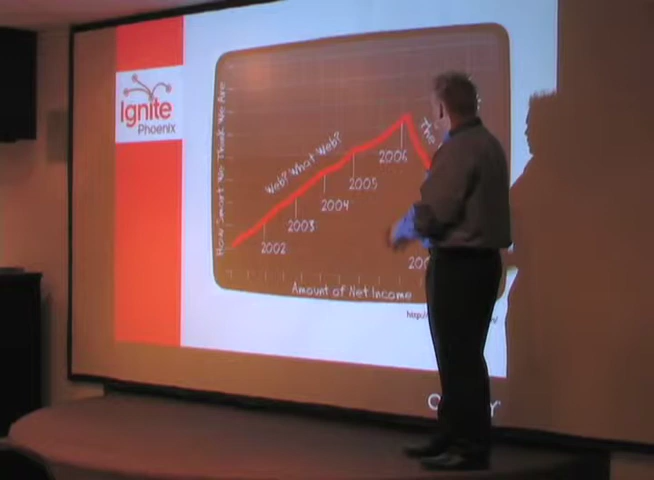 Ignite
Phoenix
How Smart We Think We Are
Web? What Web?
The
2006
2005
2004
2003
2002
Amount of Net Income